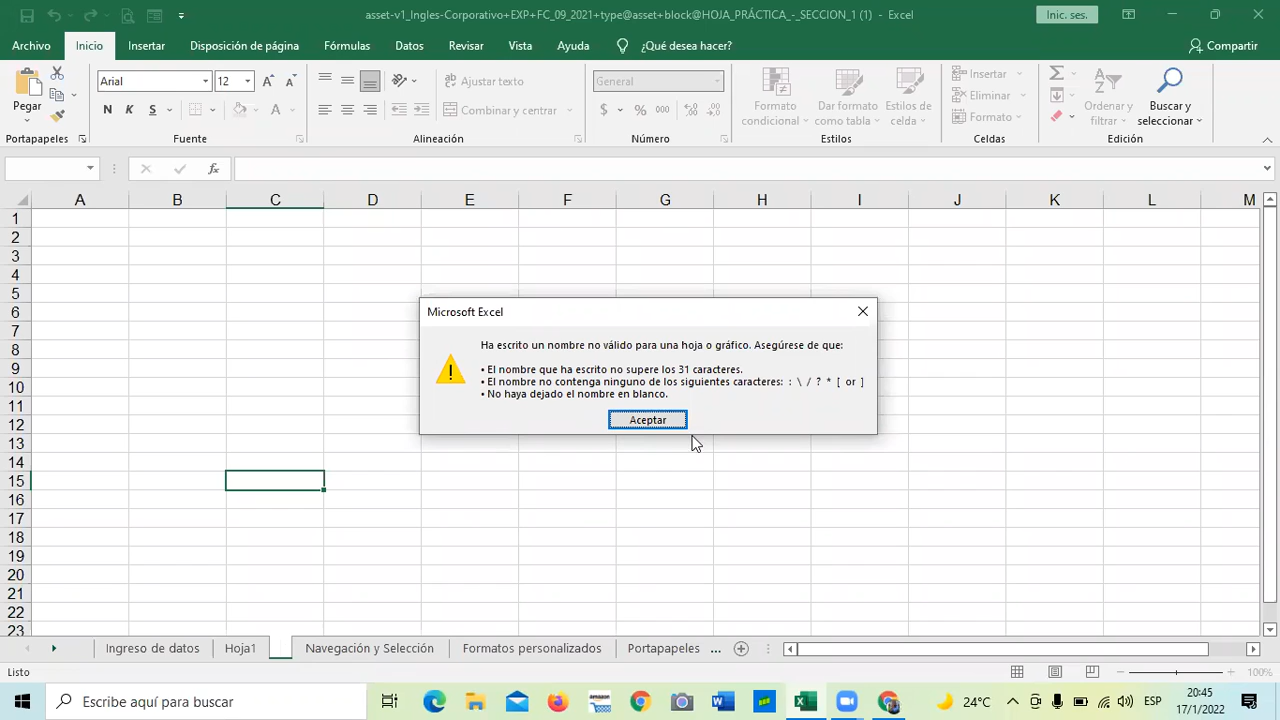 asset-v1_Ingles-Corporativo+EXP+FC_09_2021+type@asset+block@HOJA_PRÁCTICA_-_SECCION_1 (1) - Excel
Inic. ses.
Archivo Inicio Insertar Disposición de página Fórmulas Datos Revisar Vista Ayuda ¿Qué desea hacer? Compartir
Pegar
Arial 12
N K S A
Ajustar texto
Combinar y centrar
General
$ % 000
Formato condicional
Dar formato como tabla
Estilos de celda
Insertar
Eliminar
Formato
Ordenar y filtrar
Buscar y seleccionar
Portapapeles Fuente Alineación Número Estilos Celdas Edición
fx
A B C D E F G H I J K L M
1
2
3
4
5
6
7
8
9
10
11
12
13
14
15
16
17
18
19
20
21
22
23
Microsoft Excel
Ha escrito un nombre no válido para una hoja o gráfico. Asegúrese de que:
• El nombre que ha escrito no supere los 31 caracteres.
• El nombre no contenga ninguno de los siguientes caracteres: : \ / ? * [ or ]
• No haya dejado el nombre en blanco.
Aceptar
Ingreso de datos Hoja1 Navegación y Selección Formatos personalizados Portapapeles ...
Listo 100%
Escribe aquí para buscar
24°C
ESP
20:45
17/1/2022